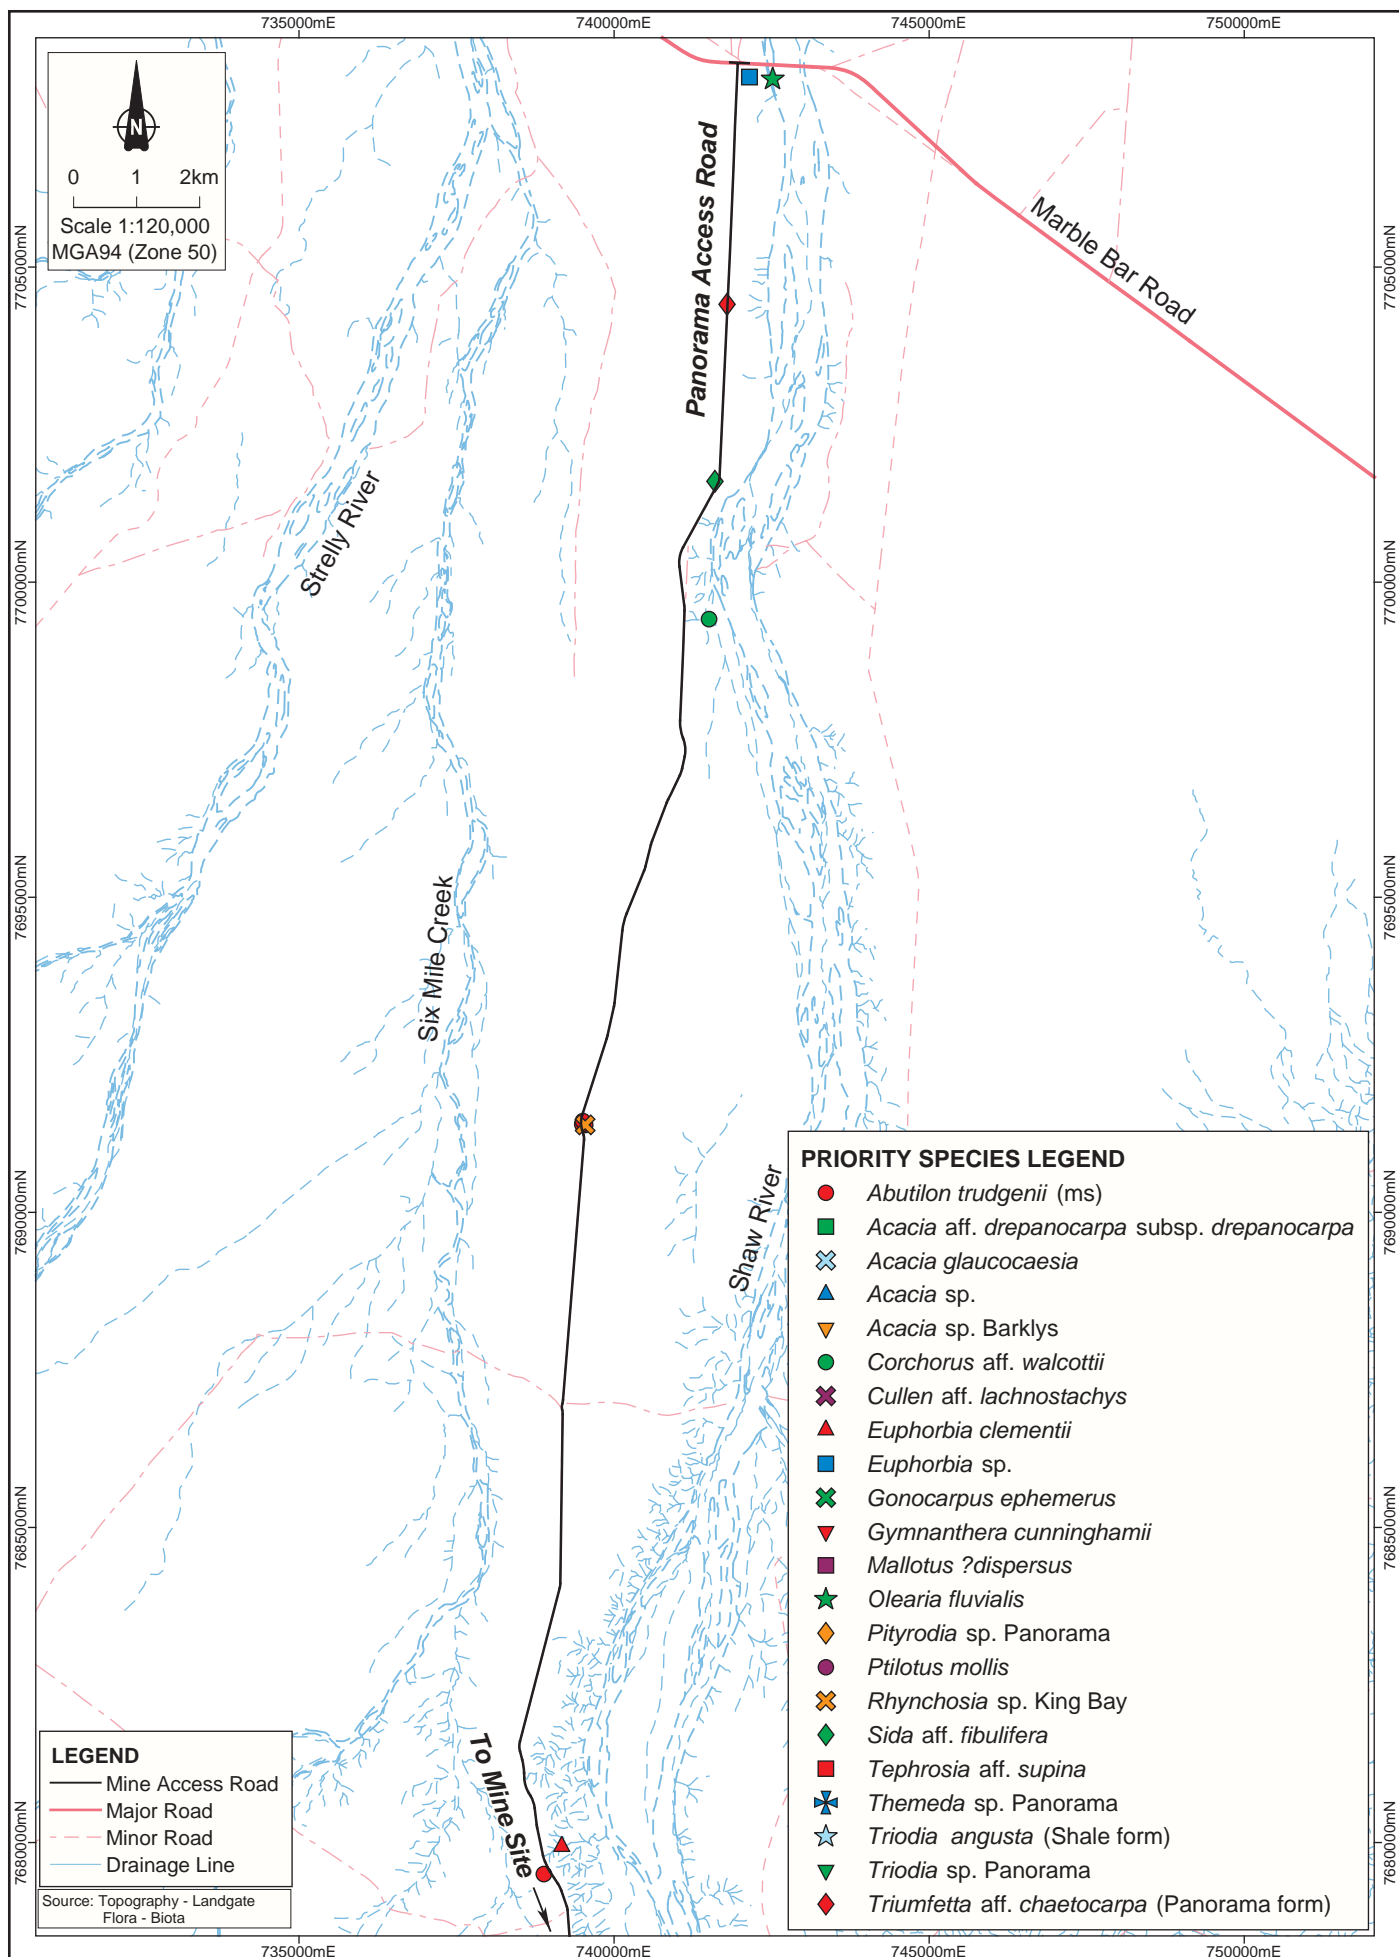 735000mE 740000mE 745000mE 750000mE
N
0 1 2km
Scale 1:120,000
MGA94 (Zone 50)
Panorama Access Road
Marble Bar Road
7705000mN
7705000mN
Strelly River
7700000mN
7700000mN
7695000mN
7695000mN
Six Mile Creek
Shaw River
7690000mN
7690000mN
7685000mN
7685000mN
7680000mN
7680000mN
To Mine Site
PRIORITY SPECIES LEGEND
Abutilon trudgenii (ms)
Acacia aff. drepanocarpa subsp. drepanocarpa
Acacia glaucocaesia
Acacia sp.
Acacia sp. Barklys
Corchorus aff. walcottii
Cullen aff. lachnostachys
Euphorbia clementii
Euphorbia sp.
Gonocarpus ephemerus
Gymnanthera cunninghamii
Mallotus ?dispersus
Olearia fluvialis
Pityrodia sp. Panorama
Ptilotus mollis
Rhynchosia sp. King Bay
Sida aff. fibulifera
Tephrosia aff. supina
Themeda sp. Panorama
Triodia angusta (Shale form)
Triodia sp. Panorama
Triumfetta aff. chaetocarpa (Panorama form)
LEGEND
Mine Access Road
Major Road
Minor Road
Drainage Line
Source: Topography - Landgate
Flora - Biota
735000mE 740000mE 745000mE 750000mE